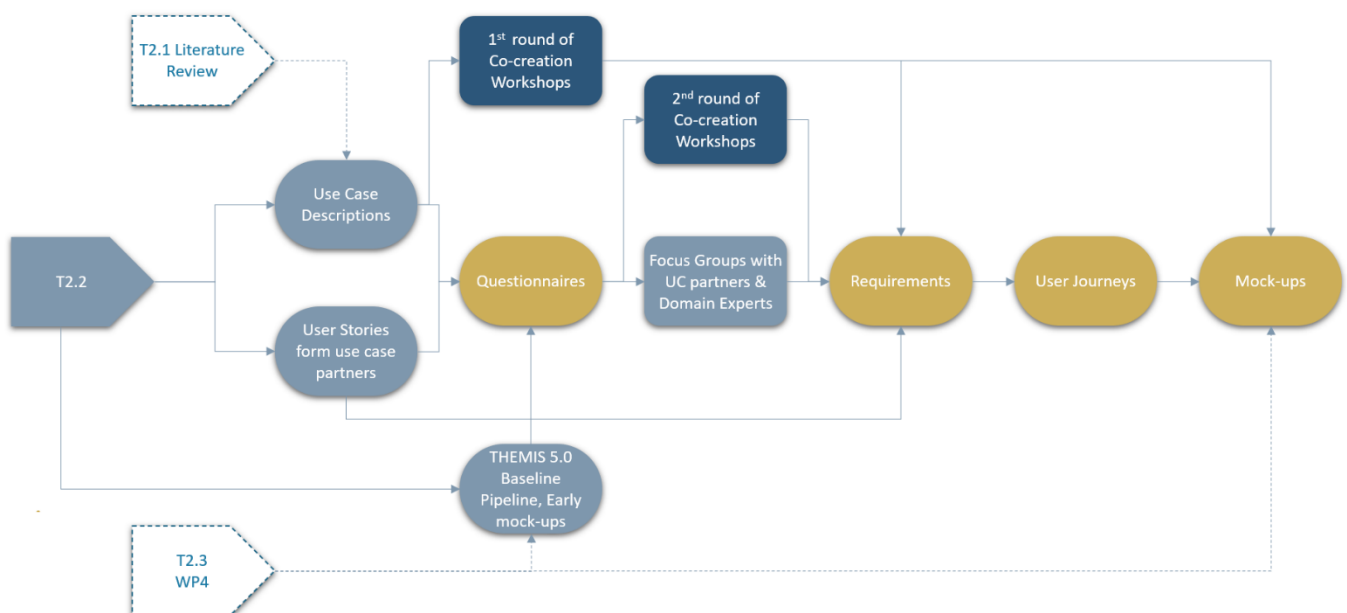 T2.1 Literature
Review
1st round of
Co-creation
Workshops
2nd round of
Co-creation
Workshops
Use Case
Descriptions
T2.2
Questionnaires
Focus Groups with
UC partners &
Domain Experts
Requirements
User Journeys
Mock-ups
User Stories
form use case
partners
THEMIS 5.0
Baseline
Pipeline, Early
mock-ups
T2.3
WP4